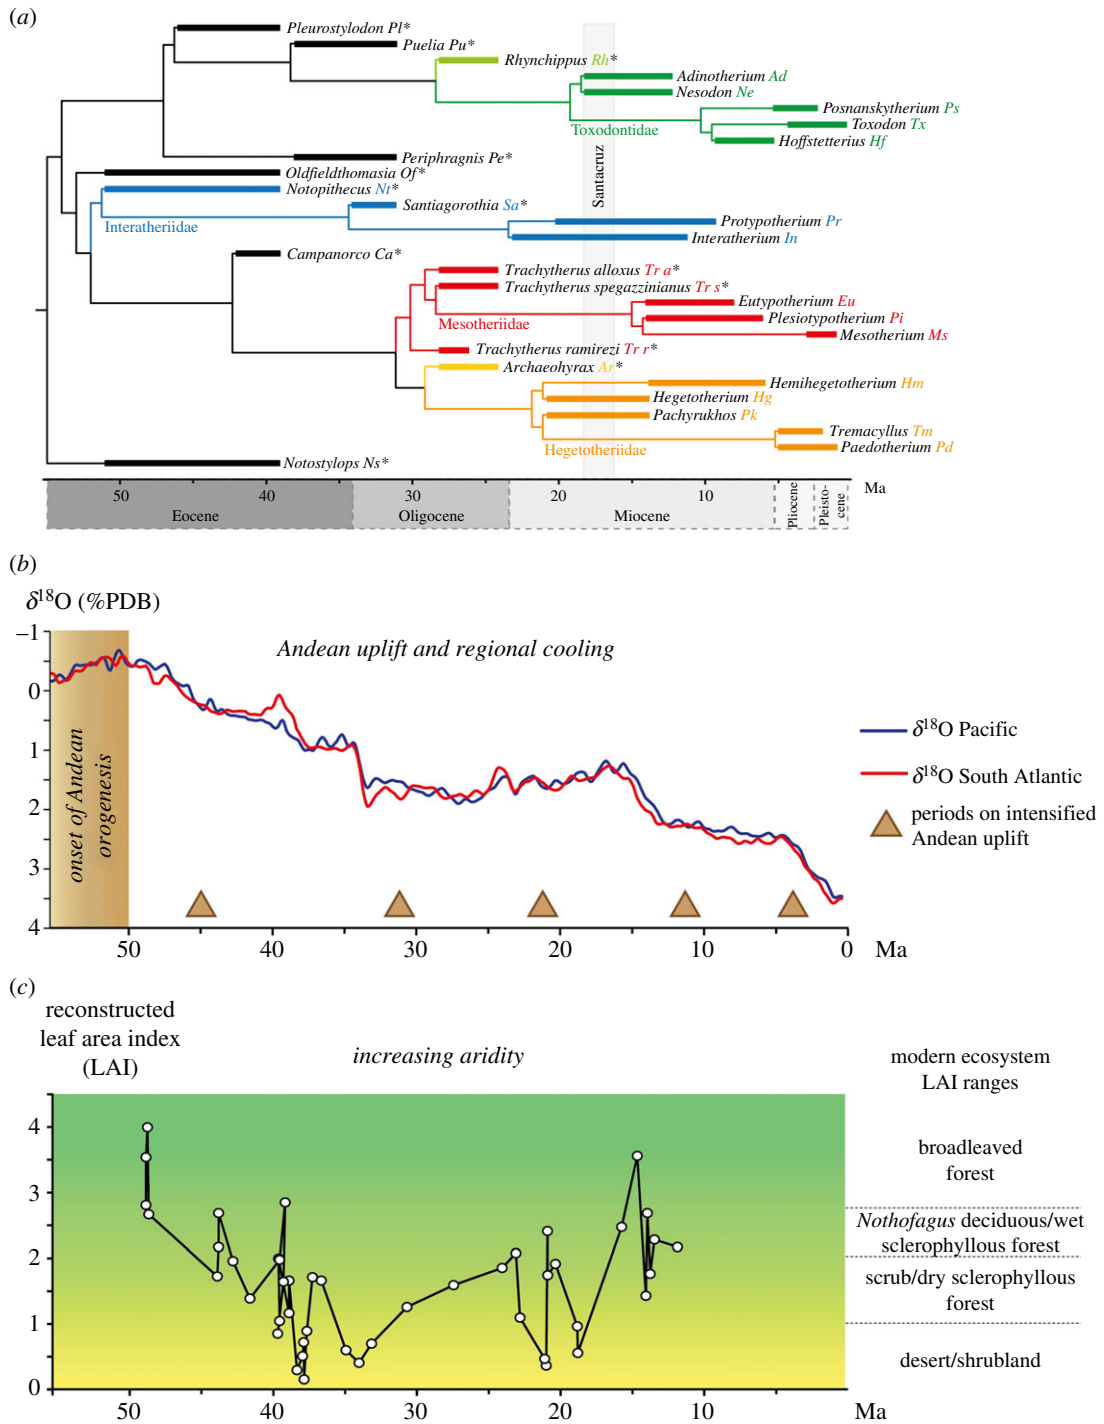 (a)
Pleurostylodon Pl*
Puelia Pu*
Rhynchippus Rh*
Adinotherium Ad
Nesodon Ne
Posnanskytherium Ps
Toxodon Tx
Toxodontidae
Hoffstetterius Hf
Santacruz
Periphragnis Pe*
Oldfieldthomasia Of*
Notopithecus Nt*
Santiagorothia Sa*
Interatheriidae
Protypotherium Pr
Interatherium In
Campanorco Ca*
Trachytherus alloxus Tr a*
Trachytherus spegazzinianus Tr s*
Eutypotherium Eu
Mesotheriidae
Plesiotypotherium Pi
Mesotherium Ms
Trachytherus ramirezi Tr r*
Archaeohyrax Ar*
Hemihegetotherium Hm
Hegetotherium Hg
Pachyrukhos Pk
Tremacyllus Tm
Hegetotheriidae
Paedotherium Pd
Notostylops Ns*
50 40 30 20 10 Ma
Eocene Oligocene Miocene Pliocene Pleisto-
cene
(b)
δ18O (%PDB)
–1
0
1
2
3
4
Andean uplift and regional cooling
onset of Andean
orogenesis
δ18O Pacific
δ18O South Atlantic
periods on intensified
Andean uplift
50 40 30 20 10 0 Ma
(c)
reconstructed
leaf area index
(LAI)
increasing aridity
modern ecosystem
LAI ranges
4
3
2
1
0
broadleaved
forest
Nothofagus deciduous/wet
sclerophyllous forest
scrub/dry sclerophyllous
forest
desert/shrubland
50 40 30 20 10 Ma